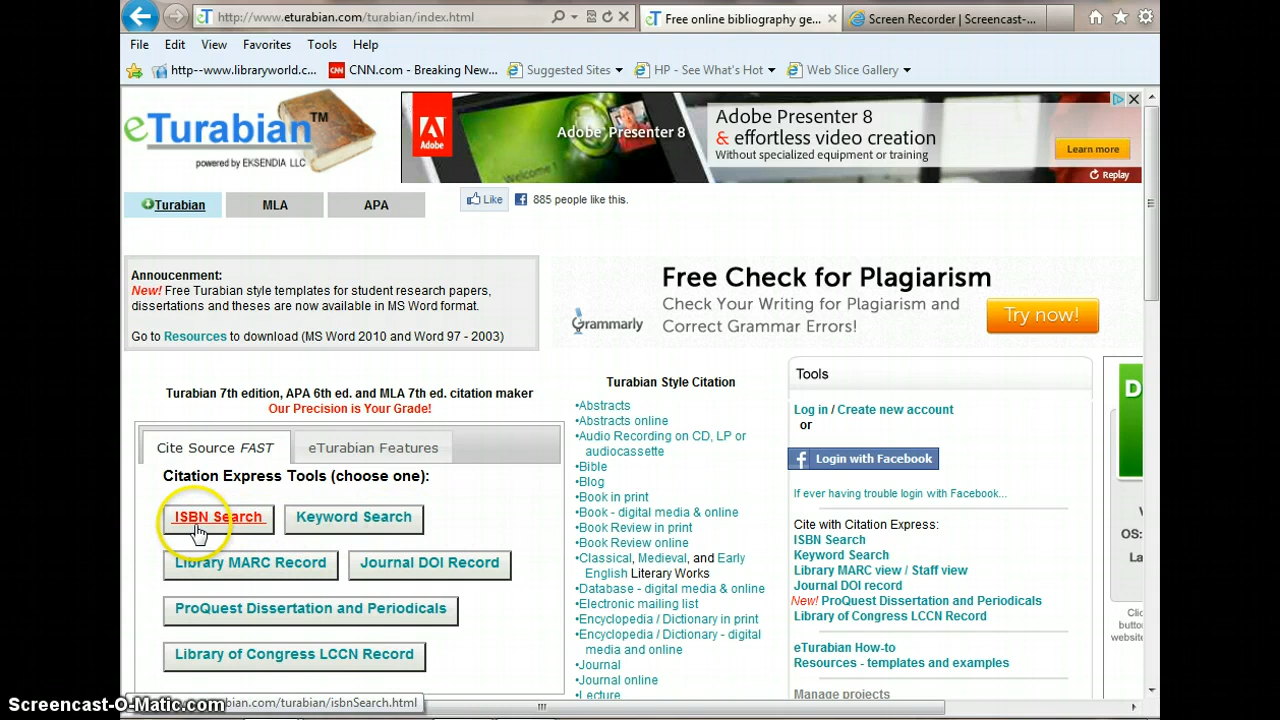 http://www.eturabian.com/turabian/index.html
Free online bibliography ge...
Screen Recorder | Screencast-...
File Edit View Favorites Tools Help
http--www.libraryworld.c... CNN.com - Breaking New... Suggested Sites HP - See What's Hot Web Slice Gallery
eTurabian™
powered by EKSENDIA LLC
Adobe
Adobe Presenter 8
Welcome
Adobe Presenter 8
& effortless video creation
Without specialized equipment or training
Learn more
Replay
Turabian MLA APA
Like 885 people like this.
Annoucenment:
New! Free Turabian style templates for student research papers,
dissertations and theses are now available in MS Word format.
Go to Resources to download (MS Word 2010 and Word 97 - 2003)
Free Check for Plagiarism
Check Your Writing for Plagiarism and
Correct Grammar Errors!
Grammarly
Try now!
Turabian 7th edition, APA 6th ed. and MLA 7th ed. citation maker
Our Precision is Your Grade!
Cite Source FAST eTurabian Features
Citation Express Tools (choose one):
ISBN Search Keyword Search
Library MARC Record Journal DOI Record
ProQuest Dissertation and Periodicals
Library of Congress LCCN Record
Turabian Style Citation
•Abstracts
•Abstracts online
•Audio Recording on CD, LP or
audiocassette
•Bible
•Blog
•Book in print
•Book - digital media & online
•Book Review in print
•Book Review online
•Classical, Medieval, and Early
English Literary Works
•Database - digital media & online
•Electronic mailing list
•Encyclopedia / Dictionary in print
•Encyclopedia / Dictionary - digital
media and online
•Journal
•Journal online
•Lecture
Tools
Log in / Create new account
or
Login with Facebook
If ever having trouble login with Facebook...
Cite with Citation Express:
ISBN Search
Keyword Search
Library MARC view / Staff view
Journal DOI record
New! ProQuest Dissertation and Periodicals
Library of Congress LCCN Record
eTurabian How-to
Resources - templates and examples
Manage projects
D
V
OS:
La
Clic
butto
website
bian.com/turabian/isbnSearch.html
Screencast-O-Matic.com